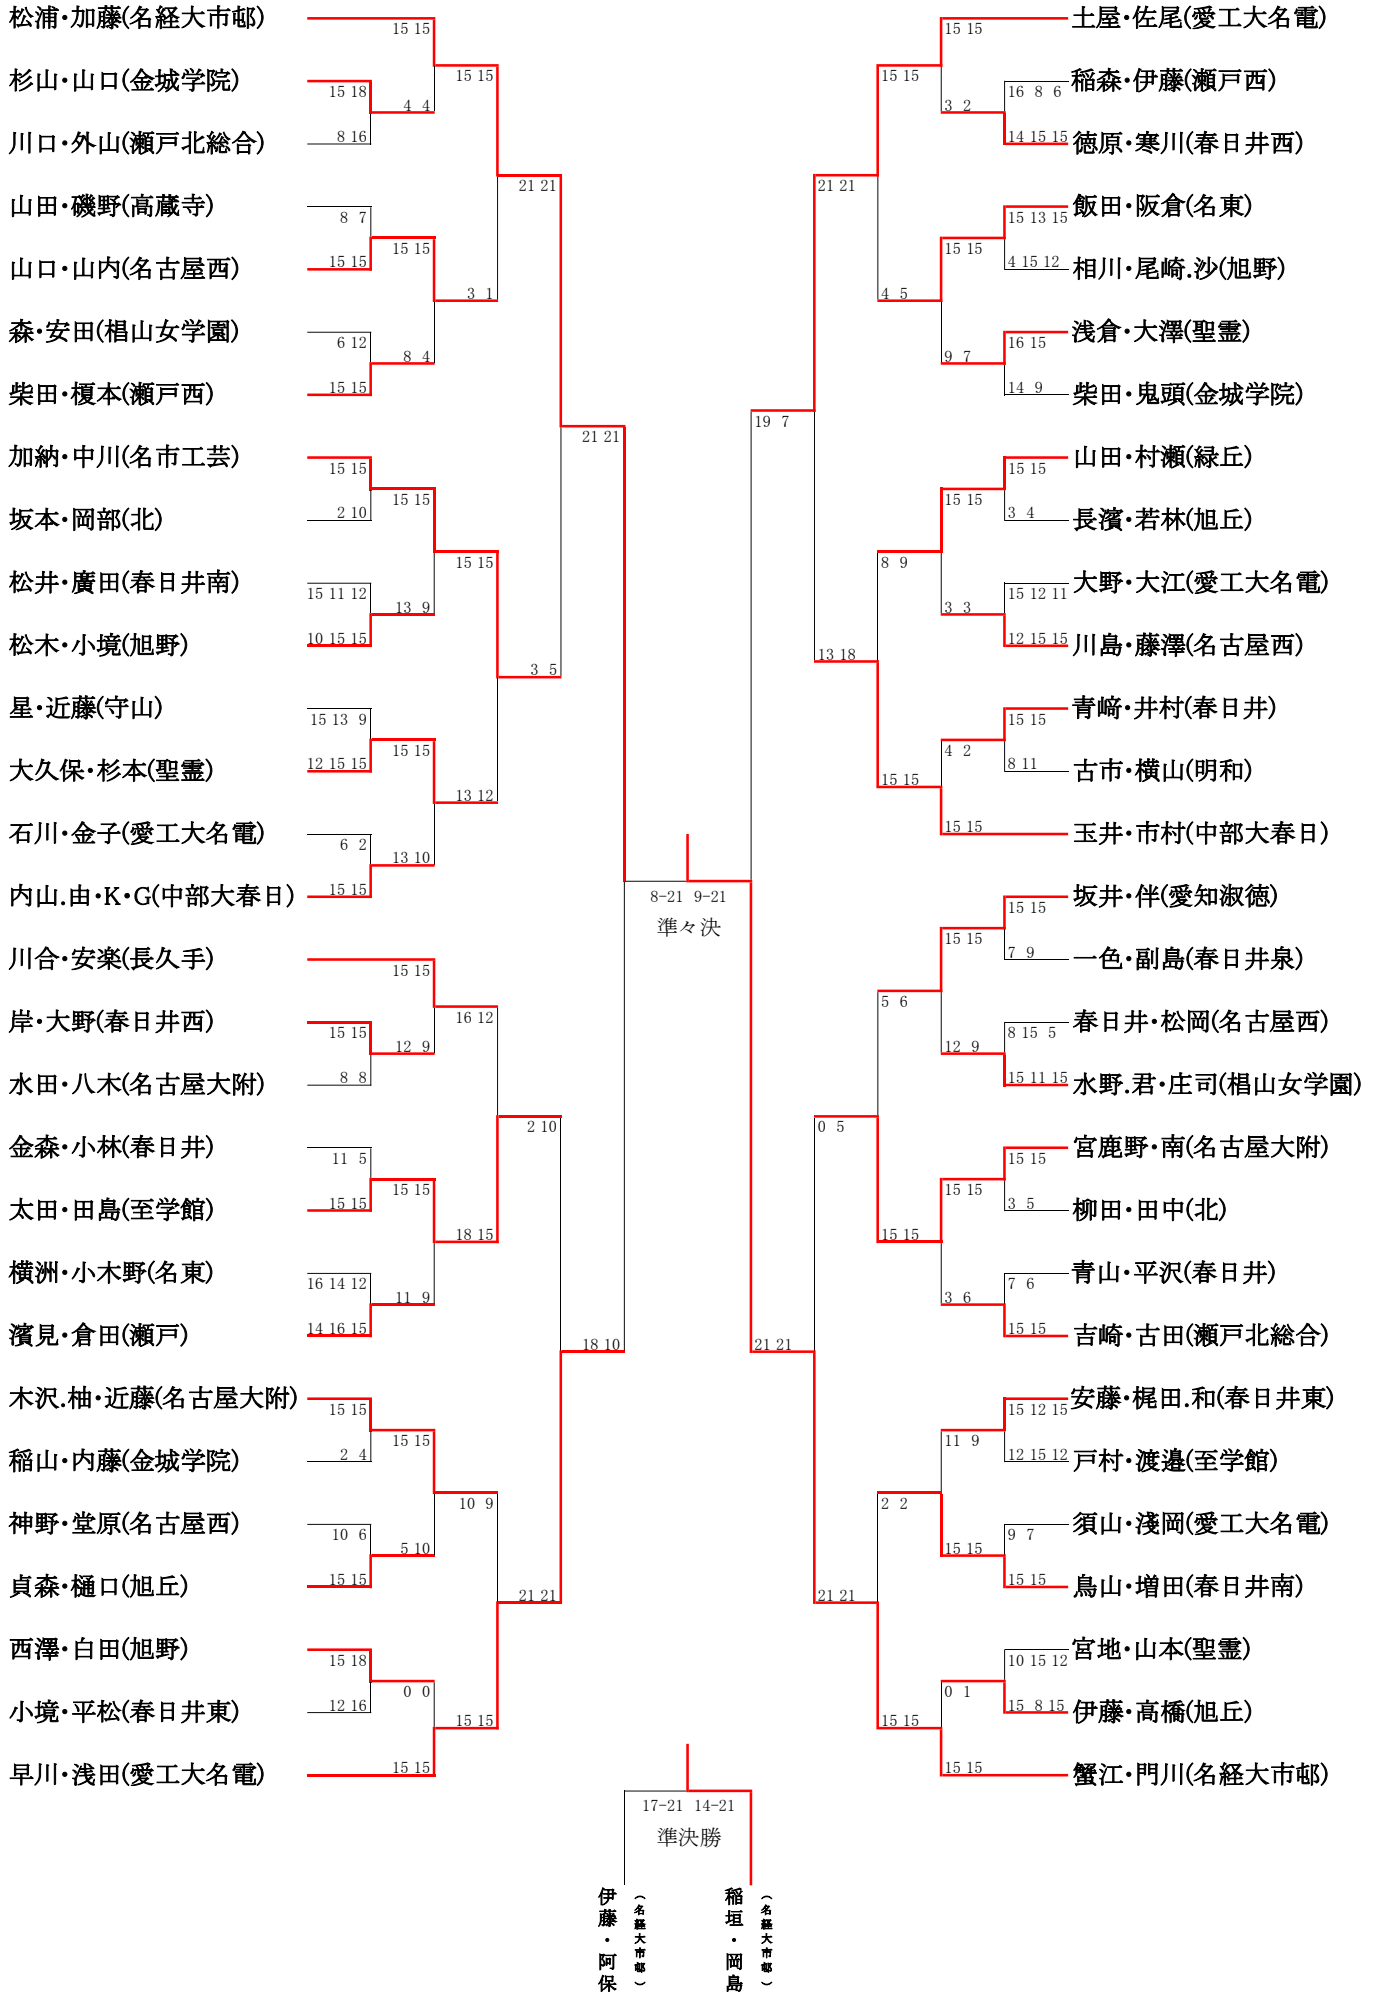 松浦・加藤(名経大市邨)
15 15
杉山・山口(金城学院)
15 18
4 4
15 15
川口・外山(瀬戸北総合)
8 16
山田・磯野(高蔵寺)
8 7
21 21
山口・山内(名古屋西)
15 15
15 15
3 1
森・安田(椙山女学園)
6 12
8 4
柴田・榎本(瀬戸西)
15 15
21 21
加納・中川(名市工芸)
15 15
15 15
坂本・岡部(北)
2 10
15 15
松井・廣田(春日井南)
15 11 12
13 9
松木・小境(旭野)
10 15 15
3 5
星・近藤(守山)
15 13 9
15 15
大久保・杉本(聖霊)
12 15 15
13 12
石川・金子(愛工大名電)
6 2
13 10
内山.由・K・G(中部大春日)
15 15
川合・安楽(長久手)
15 15
16 12
岸・大野(春日井西)
15 15
12 9
水田・八木(名古屋大附)
8 8
2 10
金森・小林(春日井)
11 5
15 15
太田・田島(至学館)
15 15
18 15
横洲・小木野(名東)
16 14 12
11 9
濱見・倉田(瀬戸)
14 16 15
18 10
木沢.柚・近藤(名古屋大附)
15 15
15 15
稲山・内藤(金城学院)
2 4
10 9
神野・堂原(名古屋西)
10 6
5 10
貞森・樋口(旭丘)
15 15
21 21
西澤・白田(旭野)
15 18
0 0
小境・平松(春日井東)
12 16
15 15
早川・浅田(愛工大名電)
15 15
8-21 9-21
準々決
土屋・佐尾(愛工大名電)
15 15
15 15
稲森・伊藤(瀬戸西)
16 8 6
3 2
徳原・寒川(春日井西)
14 15 15
21 21
飯田・阪倉(名東)
15 13 15
15 15
相川・尾崎.沙(旭野)
4 15 12
4 5
浅倉・大澤(聖霊)
16 15
9 7
柴田・鬼頭(金城学院)
14 9
19 7
山田・村瀬(緑丘)
15 15
15 15
長濱・若林(旭丘)
3 4
8 9
大野・大江(愛工大名電)
15 12 11
3 3
川島・藤澤(名古屋西)
12 15 15
13 18
青﨑・井村(春日井)
15 15
4 2
古市・横山(明和)
8 11
15 15
玉井・市村(中部大春日)
15 15
坂井・伴(愛知淑徳)
15 15
15 15
一色・副島(春日井泉)
7 9
5 6
春日井・松岡(名古屋西)
8 15 5
12 9
水野.君・庄司(椙山女学園)
15 11 15
0 5
宮鹿野・南(名古屋大附)
15 15
15 15
柳田・田中(北)
3 5
15 15
青山・平沢(春日井)
7 6
3 6
吉崎・古田(瀬戸北総合)
15 15
21 21
安藤・梶田.和(春日井東)
15 12 15
11 9
戸村・渡邉(至学館)
12 15 12
2 2
須山・淺岡(愛工大名電)
9 7
15 15
鳥山・増田(春日井南)
15 15
21 21
宮地・山本(聖霊)
10 15 12
0 1
伊藤・高橋(旭丘)
15 8 15
15 15
蟹江・門川(名経大市邨)
15 15
17-21 14-21
準決勝
伊藤・阿保
(名経大市邨)
稲垣・岡島
(名経大市邨)